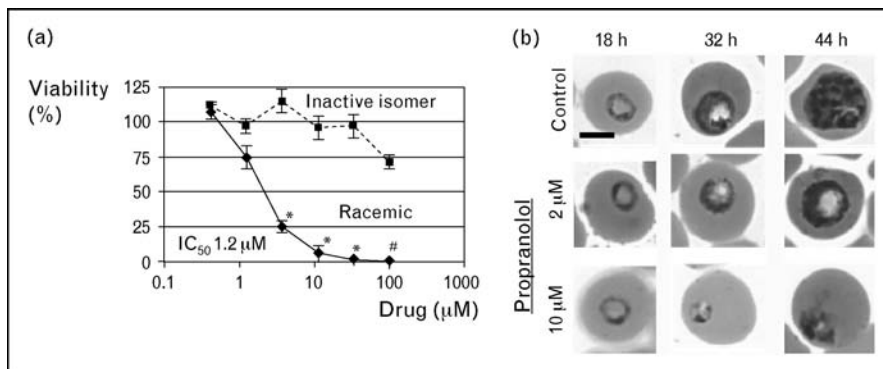 (a)
Viability
(%)
125
100
75
50
25
0
Inactive isomer
Racemic
*
*
*
#
IC50 1.2 μM
0.1 1 10 100 1000
Drug (μM)
(b)
18 h 32 h 44 h
Control
Propranolol
2 μM
10 μM